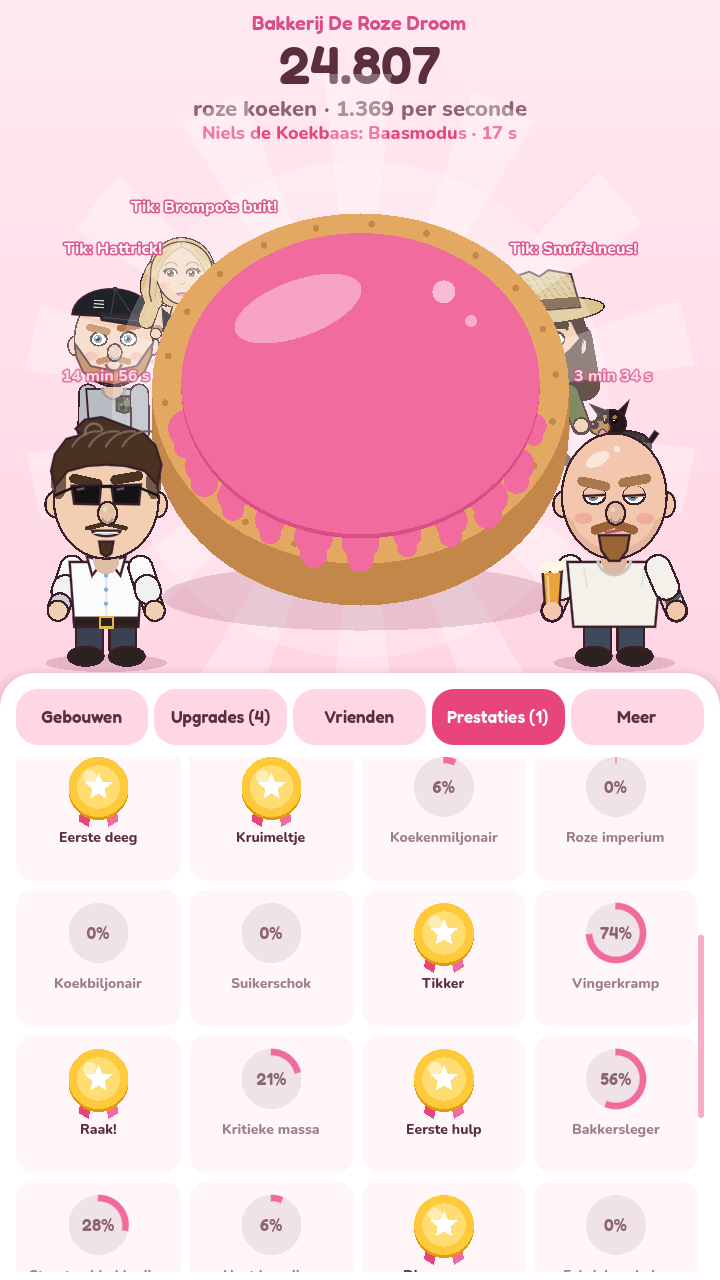 Bakkerij De Roze Droom
24.807
roze koeken · 1.369 per seconde
Niels de Koekbaas: Baasmodus · 17 s
Tik: Brompots buit!
Tik: Hattrick!
Tik: Snuffelneus!
14 min 56 s
3 min 34 s
Gebouwen
Upgrades (4)
Vrienden
Prestaties (1)
Meer
6%
0%
Eerste deeg
Kruimeltje
Koekenmiljonair
Roze imperium
0%
0%
74%
Koekbiljonair
Suikerschok
Tikker
Vingerkramp
21%
56%
Raak!
Kritieke massa
Eerste hulp
Bakkersleger
28%
6%
0%